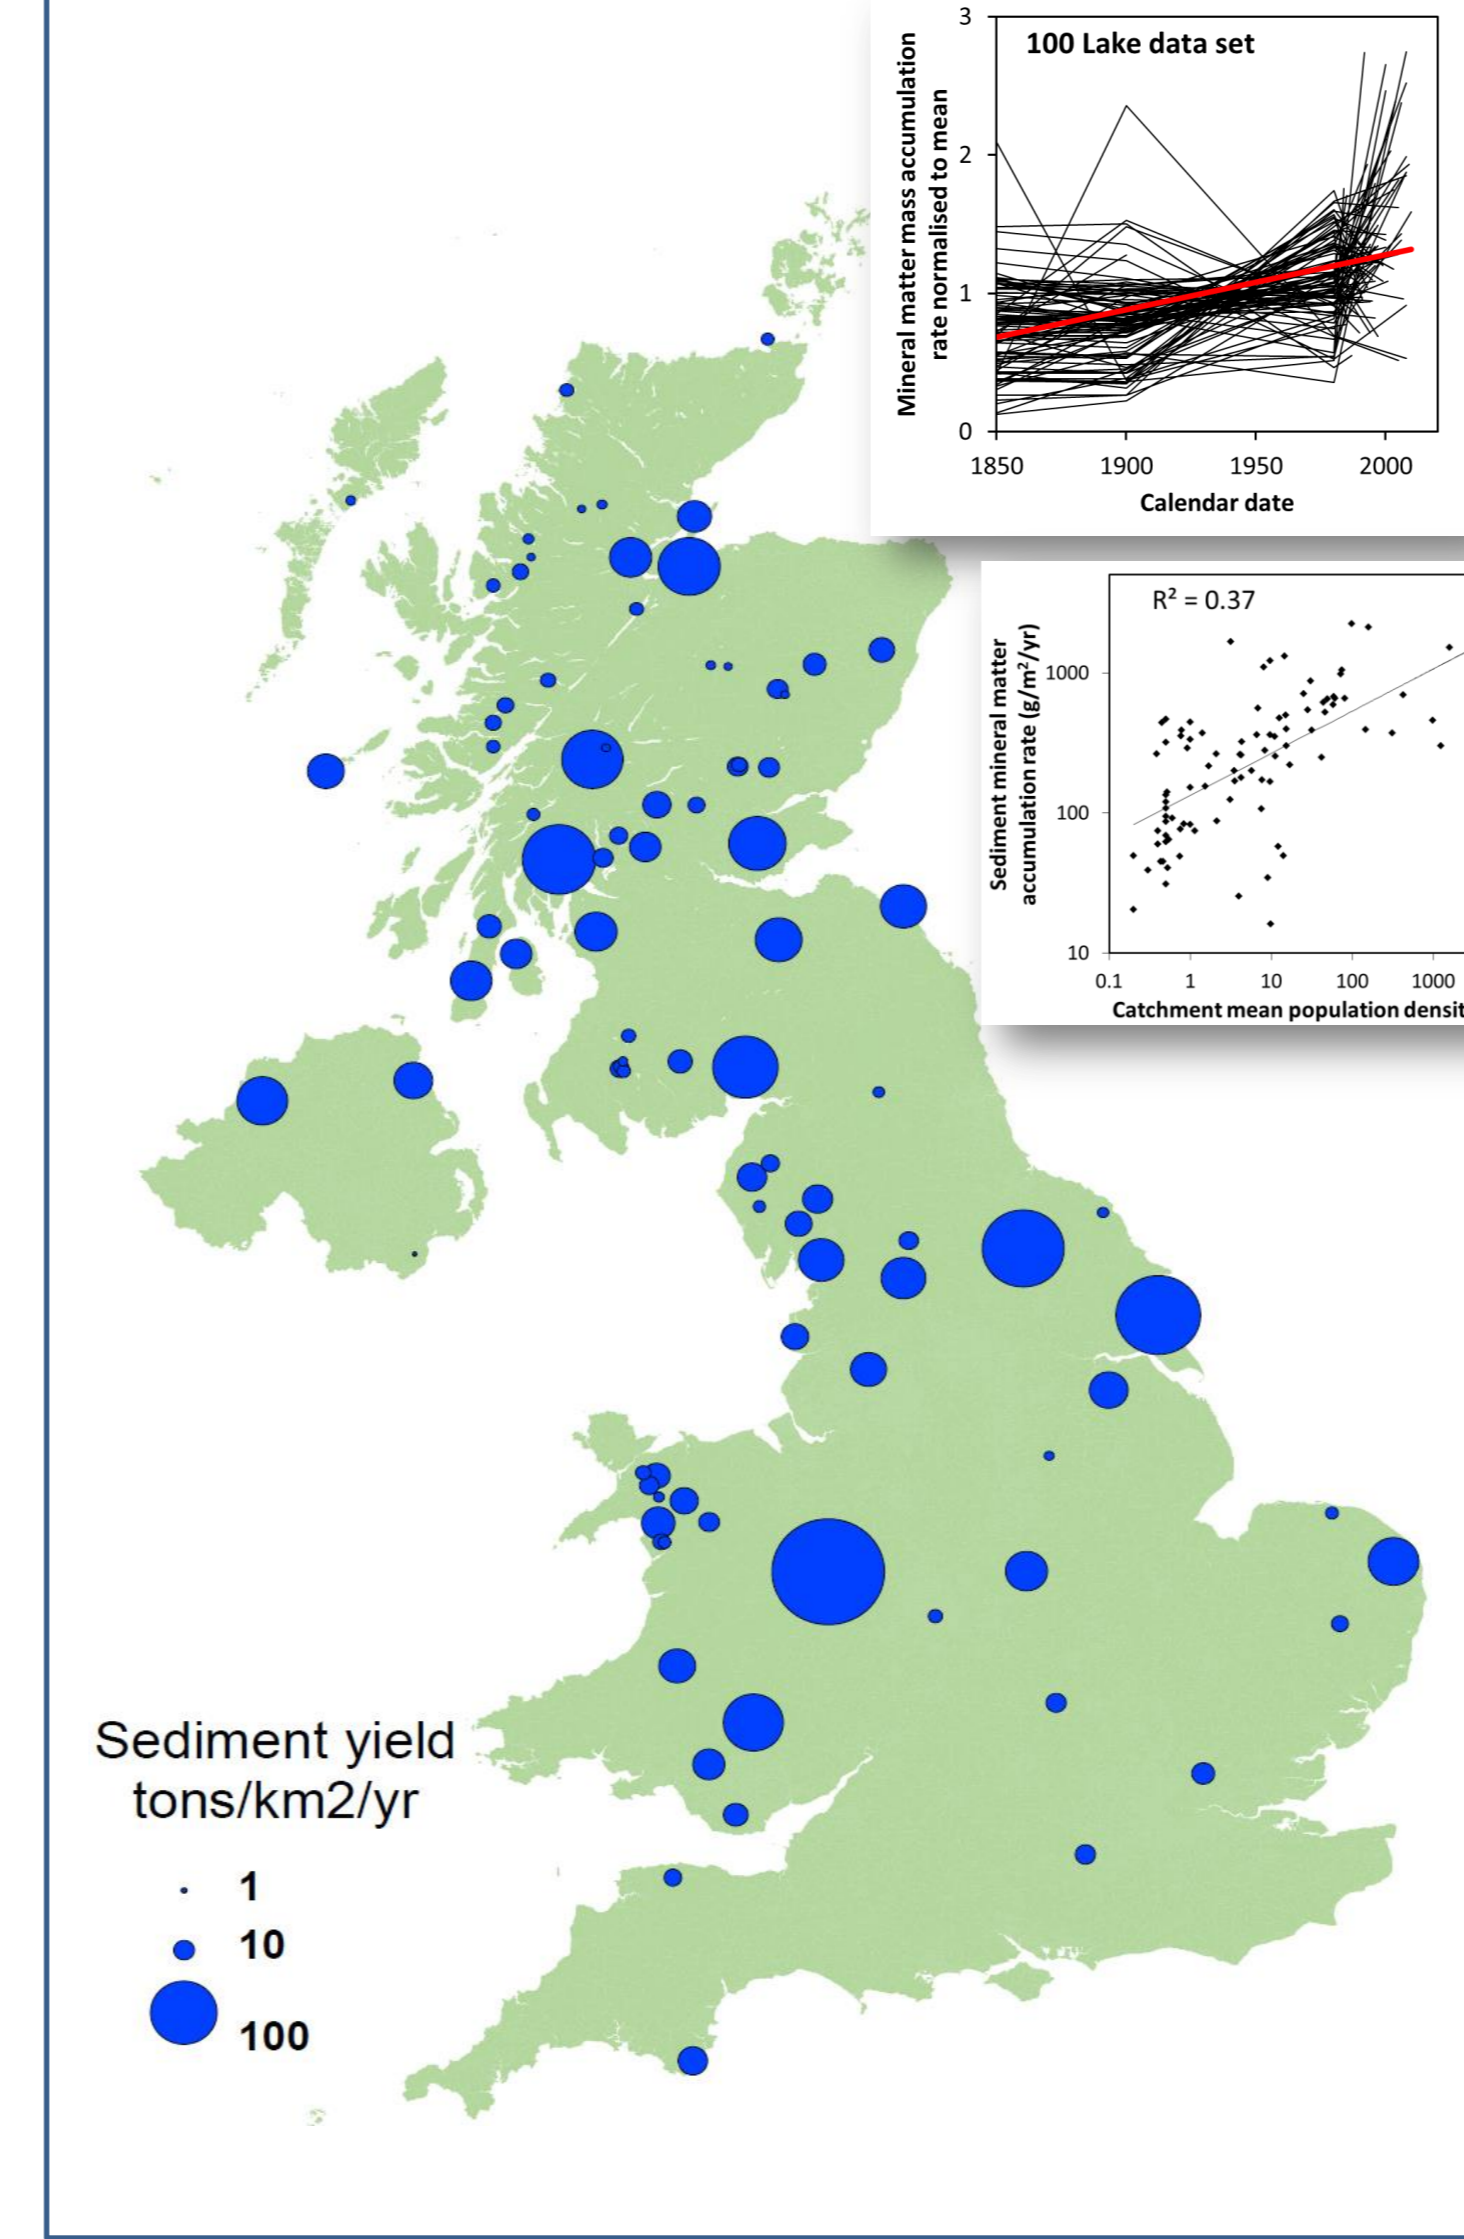 3
2
1
0
Mineral matter mass accumulation
rate normalised to mean
100 Lake data set
1850 1900 1950 2000
Calendar date
R² = 0.37
1000
100
10
Sediment mineral matter
accumulation rate (g/m²/yr)
0.1 1 10 100 1000
Catchment mean population densit
Sediment yield
tons/km2/yr
1
10
100